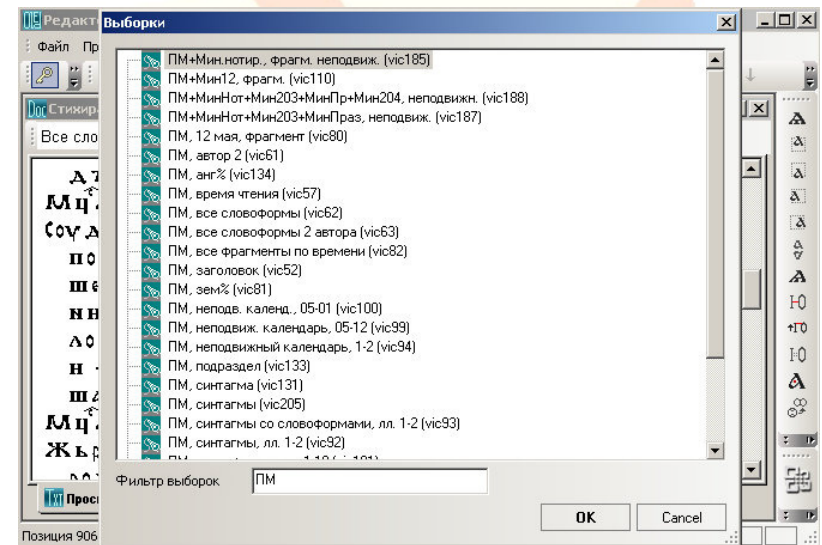 Редакт
Выборки
Файл Пр
Doc Стихир
Все сло
ПМ+Мин.нотир., фрагм. неподвиж. (vic185)
ПМ+Мин12, фрагм. (vic110)
ПМ+МинНот+Мин203+МинПр+Мин204, неподвижн. (vic188)
ПМ+МинНот+Мин203+МинПраз, неподвиж. (vic187)
ПМ, 12 мая, фрагмент (vic80)
ПМ, автор 2 (vic61)
ПМ, анг% (vic134)
ПМ, время чтения (vic57)
ПМ, все словоформы (vic62)
ПМ, все словоформы 2 автора (vic63)
ПМ, все фрагменты по времени (vic82)
ПМ, заголовок (vic52)
ПМ, зем% (vic81)
ПМ, неподв. календ., 05-01 (vic100)
ПМ, неподвиж. календарь, 05-12 (vic99)
ПМ, неподвижный календарь, 1-2 (vic94)
ПМ, подраздел (vic133)
ПМ, синтагма (vic131)
ПМ, синтагмы (vic205)
ПМ, синтагмы со словоформами, лл. 1-2 (vic93)
ПМ, синтагмы, лл. 1-2 (vic92)
Фильтр выборок ПМ
OK Cancel
Txt Прос
Позиция 906